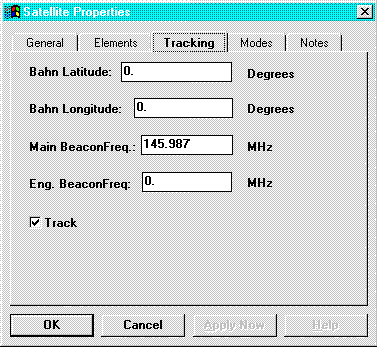 Satellite Properties
General Elements Tracking Modes Notes
Bahn Latitude: 0. Degrees
Bahn Longitude: 0. Degrees
Main BeaconFreq.: 145.987 MHz
Eng. BeaconFreq: 0. MHz
Track
OK Cancel Apply Now Help